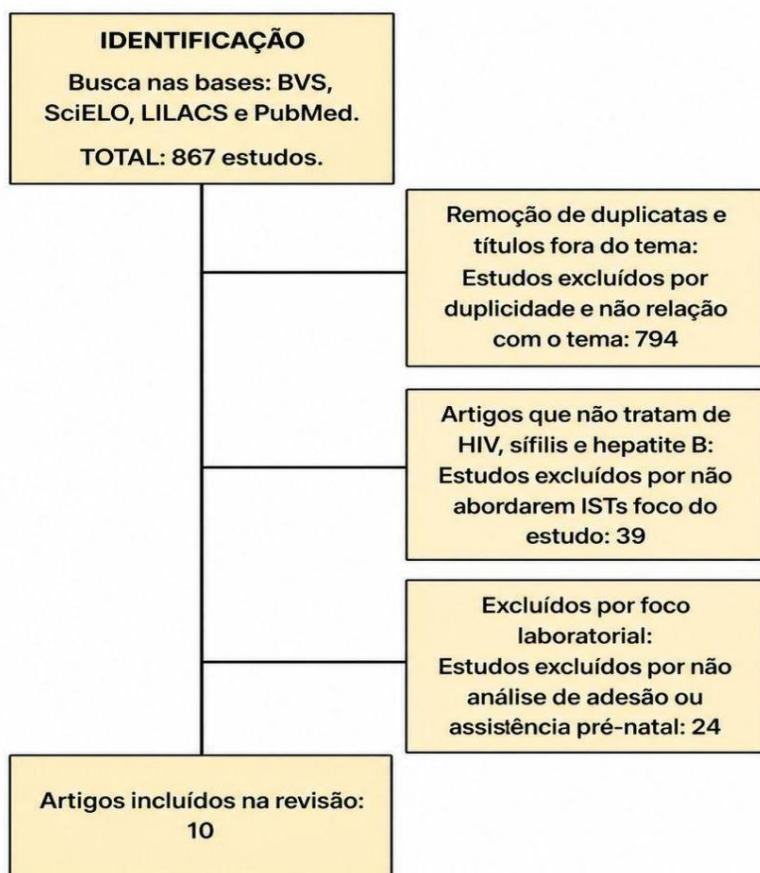 IDENTIFICAÇÃO
Busca nas bases: BVS,
SciELO, LILACS e PubMed.
TOTAL: 867 estudos.
Remoção de duplicatas e
títulos fora do tema:
Estudos excluídos por
duplicidade e não relação
com o tema: 794
Artigos que não tratam de
HIV, sífilis e hepatite B:
Estudos excluídos por não
abordarem ISTs foco do
estudo: 39
Excluídos por foco
laboratorial:
Estudos excluídos por não
análise de adesão ou
assistência pré-natal: 24
Artigos incluídos na revisão:
10